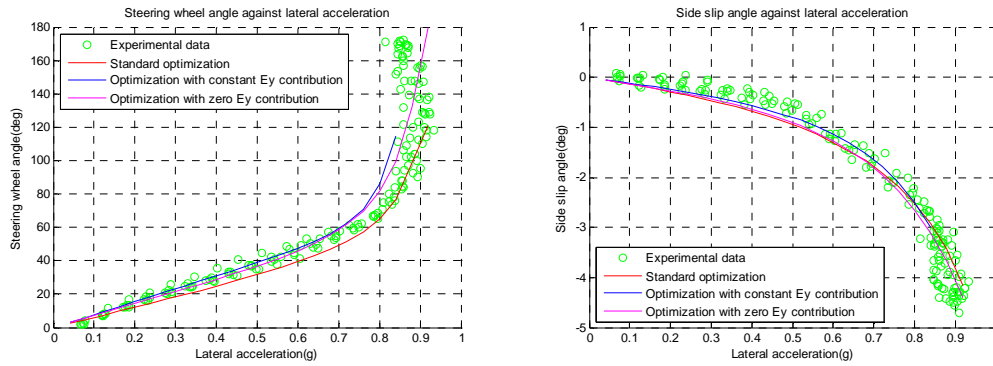 Steering wheel angle against lateral acceleration
180
160
140
120
100
80
60
40
20
0
Steering wheel angle(deg)
Experimental data
Standard optimization
Optimization with constant Ey contribution
Optimization with zero Ey contribution
0 0.1 0.2 0.3 0.4 0.5 0.6 0.7 0.8 0.9 1
Lateral acceleration(g)
Side slip angle against lateral acceleration
1
0
-1
-2
-3
-4
-5
Side slip angle(deg)
Experimental data
Standard optimization
Optimization with constant Ey contribution
Optimization with zero Ey contribution
0 0.1 0.2 0.3 0.4 0.5 0.6 0.7 0.8 0.9
Lateral acceleration(g)